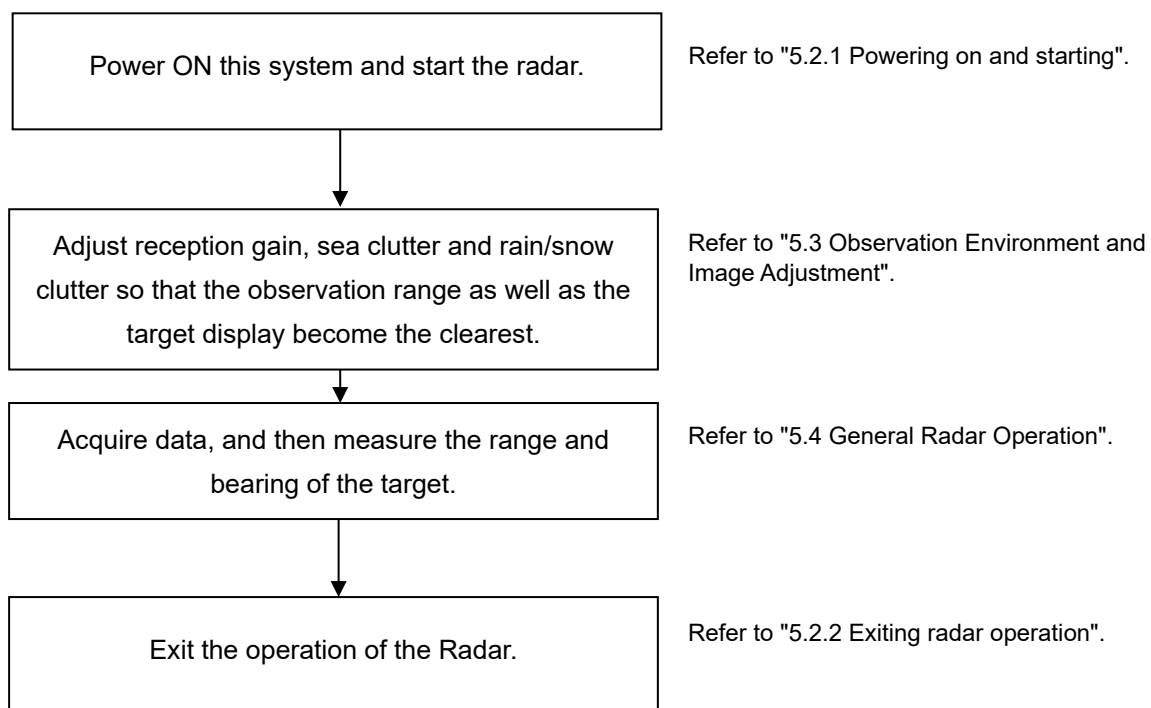 Power ON this system and start the radar.
Refer to "5.2.1 Powering on and starting".
Adjust reception gain, sea clutter and rain/snow
clutter so that the observation range as well as the
target display become the clearest.
Refer to "5.3 Observation Environment and
Image Adjustment".
Acquire data, and then measure the range and
bearing of the target.
Refer to "5.4 General Radar Operation".
Exit the operation of the Radar.
Refer to "5.2.2 Exiting radar operation".